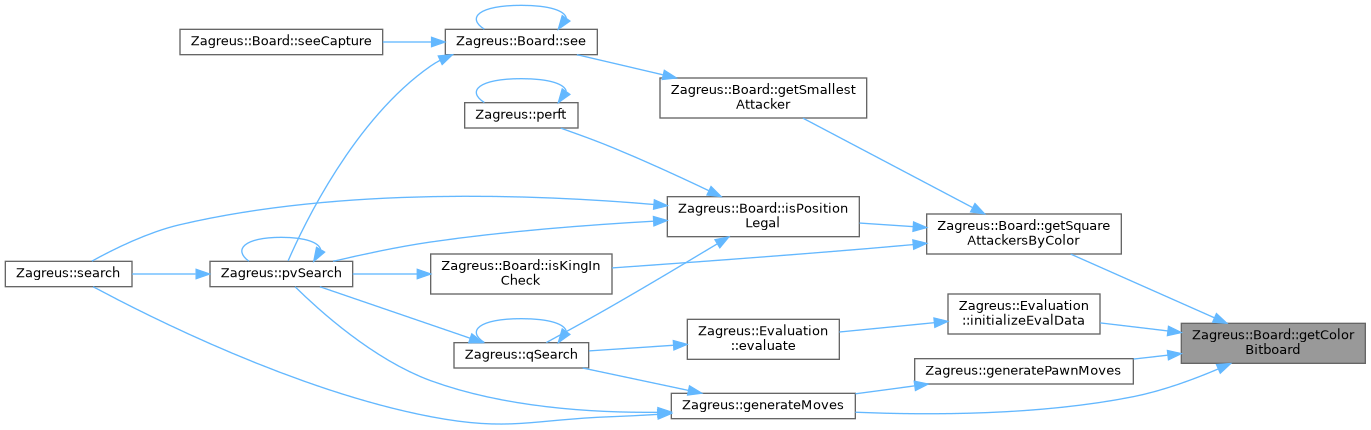 Zagreus::Board::seeCapture
Zagreus::Board::see
Zagreus::Board::getSmallest
Attacker
Zagreus::perft
Zagreus::Board::isPosition
Legal
Zagreus::Board::getSquare
AttackersByColor
Zagreus::search
Zagreus::pvSearch
Zagreus::Board::isKingIn
Check
Zagreus::Evaluation
::initializeEvalData
Zagreus::Evaluation
::evaluate
Zagreus::Board::getColor
Bitboard
Zagreus::qSearch
Zagreus::generatePawnMoves
Zagreus::generateMoves